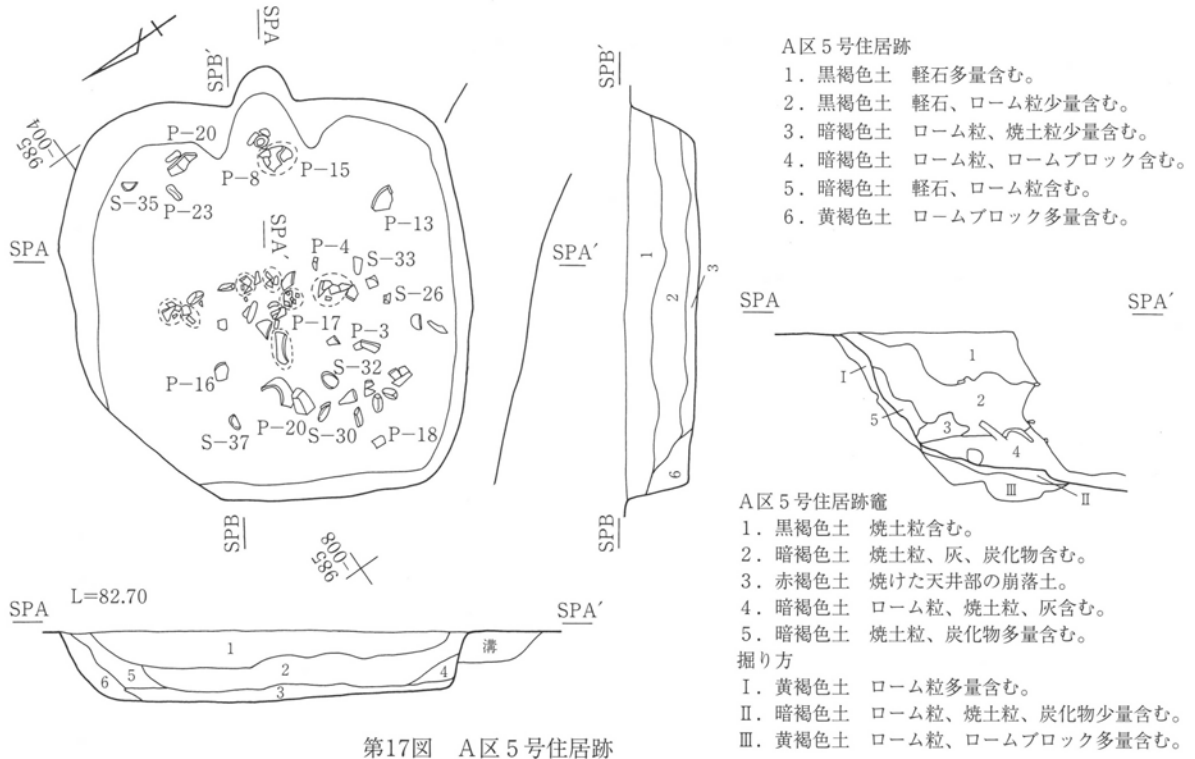 SPA
SPB′
985
-004
P-20
P-8
P-15
S-35
P-23
P-13
SPA
SPA′
SPA′
P-4
S-33
S-26
P-17
P-3
P-16
S-32
S-37
P-20
S-30
P-18
SPB
985
-008
SPB′
1
2
3
6
SPB
L=82.70
SPA
SPA′
1
2
3
4
5
6
溝
A区5号住居跡
1．黒褐色土　軽石多量含む。
2．黒褐色土　軽石、ローム粒少量含む。
3．暗褐色土　ローム粒、焼土粒少量含む。
4．暗褐色土　ローム粒、ロームブロック含む。
5．暗褐色土　軽石、ローム粒含む。
6．黄褐色土　ロームブロック多量含む。
SPA
SPA′
1
2
3
4
5
Ⅰ
Ⅱ
Ⅲ
A区5号住居跡竈
1．黒褐色土　焼土粒含む。
2．暗褐色土　焼土粒、灰、炭化物含む。
3．赤褐色土　焼けた天井部の崩落土。
4．暗褐色土　ローム粒、焼土粒、灰含む。
5．暗褐色土　焼土粒、炭化物多量含む。
掘り方
Ⅰ．黄褐色土　ローム粒多量含む。
Ⅱ．暗褐色土　ローム粒、焼土粒、炭化物少量含む。
Ⅲ．黄褐色土　ローム粒、ロームブロック多量含む。
第17図　A区5号住居跡